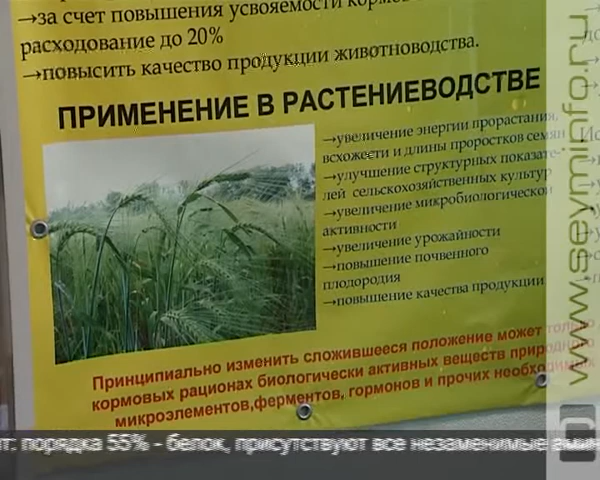 →за счет повышения усвояемости
расходование до 20%
→повысить качество продукции животноводства.
ПРИМЕНЕНИЕ В РАСТЕНИЕВОДСТВЕ
→увеличение энергии прорастания,
всхожести и длины проростков семян
→улучшение структурных показате-
лей сельскохозяйственных культур
→увеличение микробиологической
активности
→увеличение урожайности
→повышение почвенного
плодородия
→повышение качества продукции
Принципиально изменить сложившееся положение может только
кормовых рационах биологически активных веществ природного
микроэлементов,ферментов, гормонов и прочих необходимых
порядка 55% - белок, присутствуют все незаменимые
www.seyminfo.ru